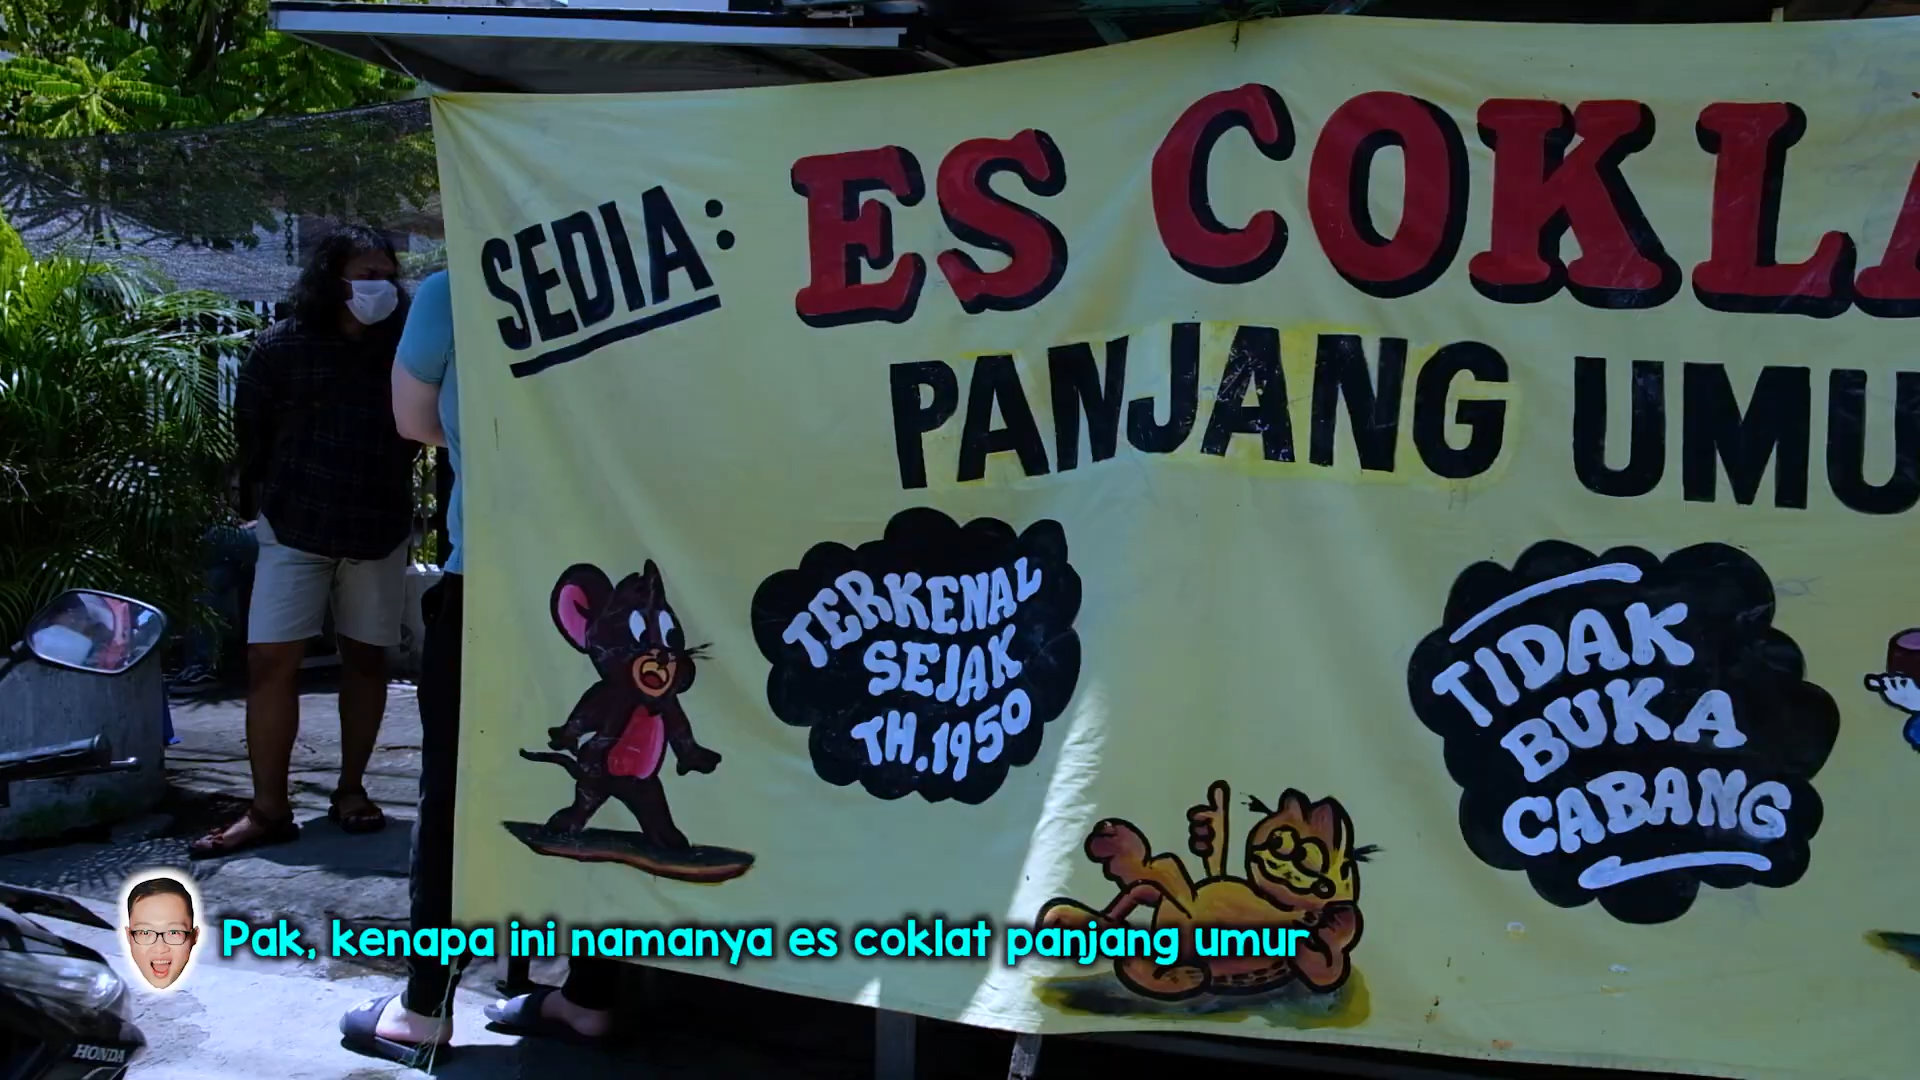 SEDIA: ES COKLA
PANJANG UMU
TERKENAL
SEJAK
TH.1950
TIDAK
BUKA
CABANG
Pak, kenapa ini namanya es coklat panjang umur
HONDA